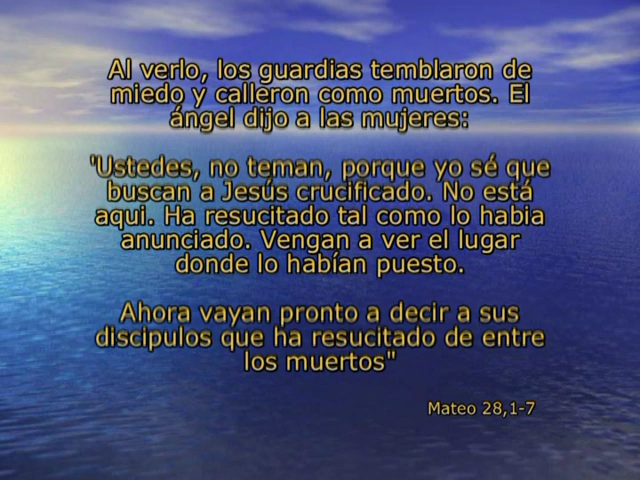 Al verlo, los guardias temblaron de
miedo y calleron como muertos. El
ángel dijo a las mujeres:
"Ustedes, no teman, porque yo sé que
buscan a Jesús crucificado. No está
aqui. Ha resucitado tal como lo habia
anunciado. Vengan a ver el lugar
donde lo habían puesto.
Ahora vayan pronto a decir a sus
discipulos que ha resucitado de entre
los muertos"
Mateo 28,1-7